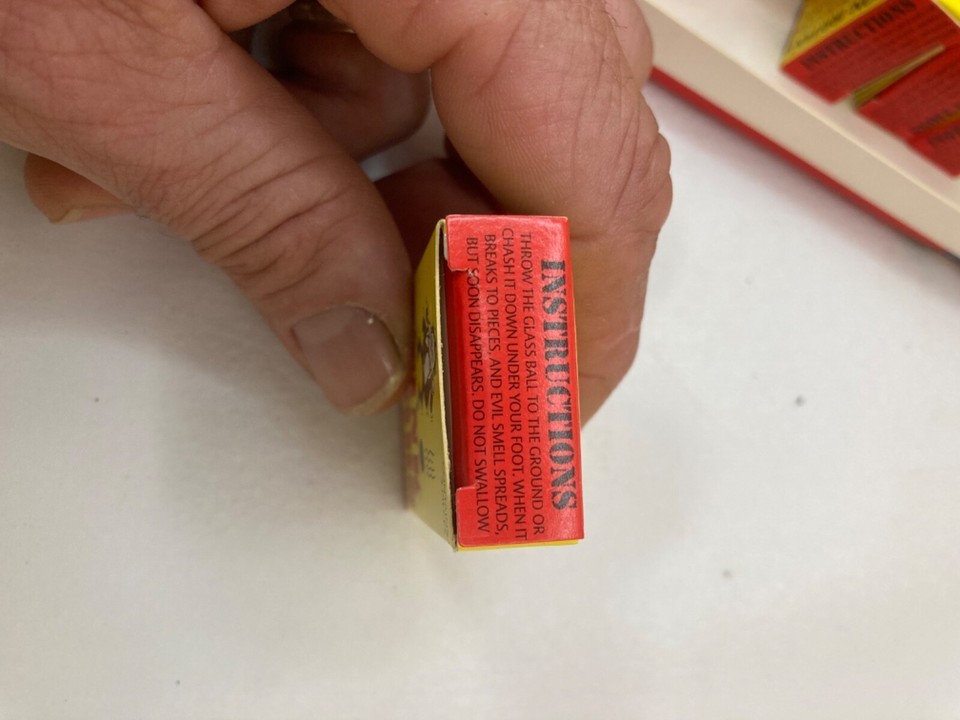 INSTRUCTIONS
THROW THE GLASS BALL TO THE GROUND OR
CHASH IT DOWN UNDER YOUR FOOT. WHEN IT
BREAKS TO PIECES, AND EVIL SMELL SPREADS,
BUT SOON DISAPPEARS. DO NOT SWALLOW
INSTRUCTIONS